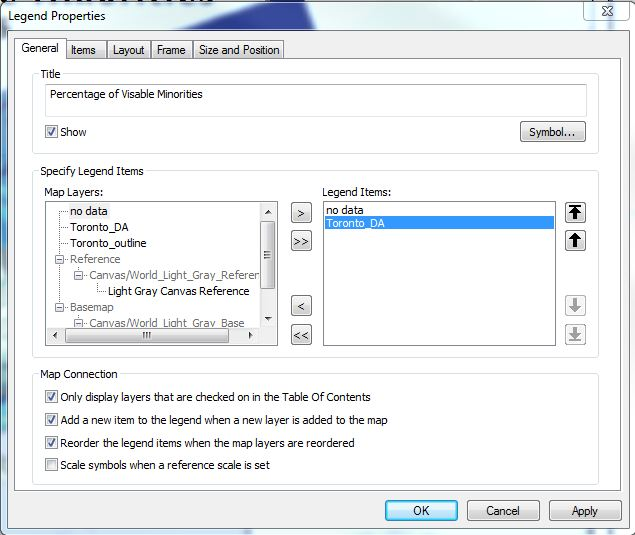 Legend Properties
General Items Layout Frame Size and Position
Title
Percentage of Visable Minorities
Show
Symbol...
Specify Legend Items
Map Layers:
no data
Toronto_DA
Toronto_outline
Reference
Canvas/World_Light_Gray_Referen
Light Gray Canvas Reference
Basemap
Canvas/World_Light_Gray_Base
>
>>
<
<<
Legend Items:
no data
Toronto_DA
Map Connection
Only display layers that are checked on in the Table Of Contents
Add a new item to the legend when a new layer is added to the map
Reorder the legend items when the map layers are reordered
Scale symbols when a reference scale is set
OK Cancel Apply